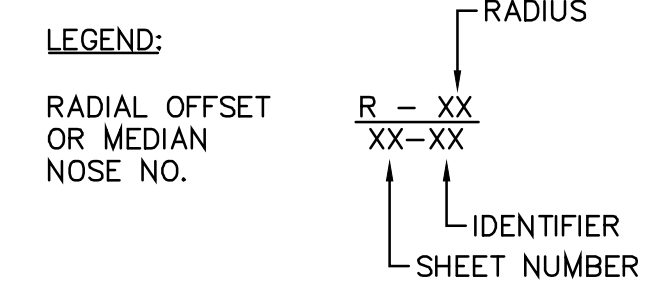 RADIUS
LEGEND:
RADIAL OFFSET
OR MEDIAN
NOSE NO.
R - XX
XX-XX
IDENTIFIER
SHEET NUMBER